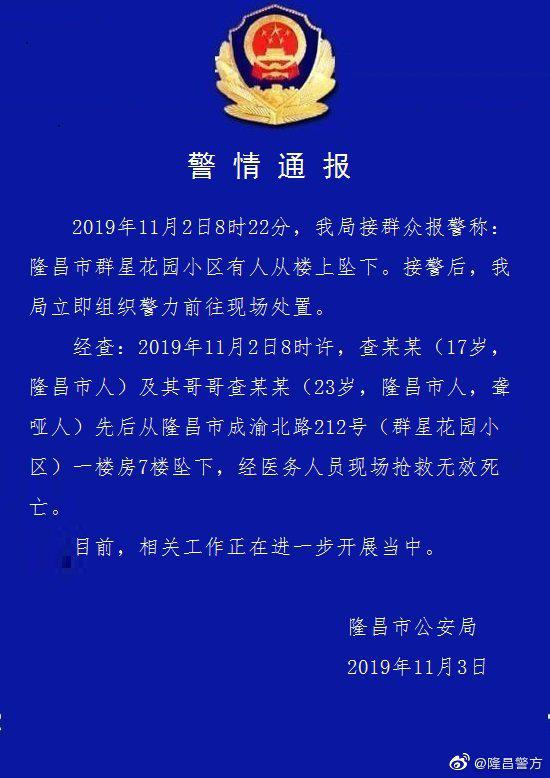 警情通报
2019年11月2日8时22分，我局接群众报警称：
隆昌市群星花园小区有人从楼上坠下。接警后，我
局立即组织警力前往现场处置。
经查：2019年11月2日8时许，查某某（17岁，
隆昌市人）及其哥哥查某某（23岁，隆昌市人，聋
哑人）先后从隆昌市成渝北路212号（群星花园小
区）一楼房7楼坠下，经医务人员现场抢救无效死
亡。
目前，相关工作正在进一步开展当中。
隆昌市公安局
2019年11月3日
@隆昌警方